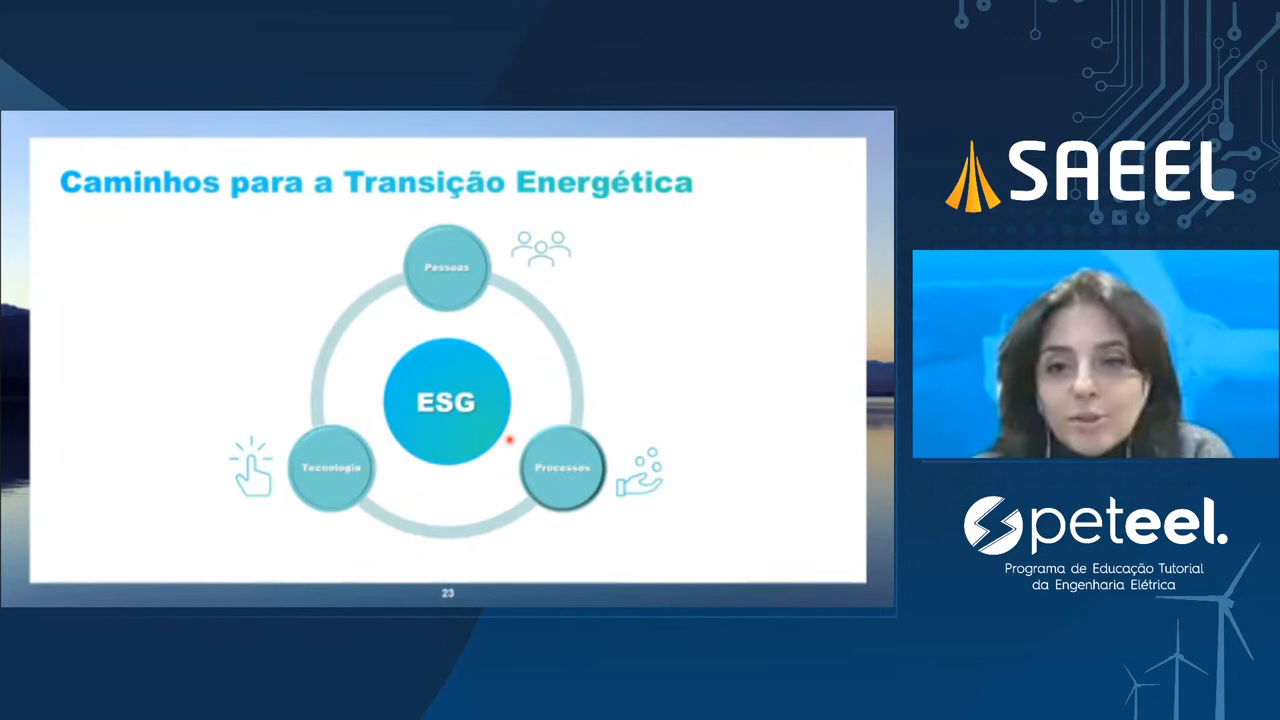 Caminhos para a Transição Energética
Pessoas
ESG
Tecnologia
Processos
23
SAEEL
peteel.
Programa de Educação Tutorial
da Engenharia Elétrica